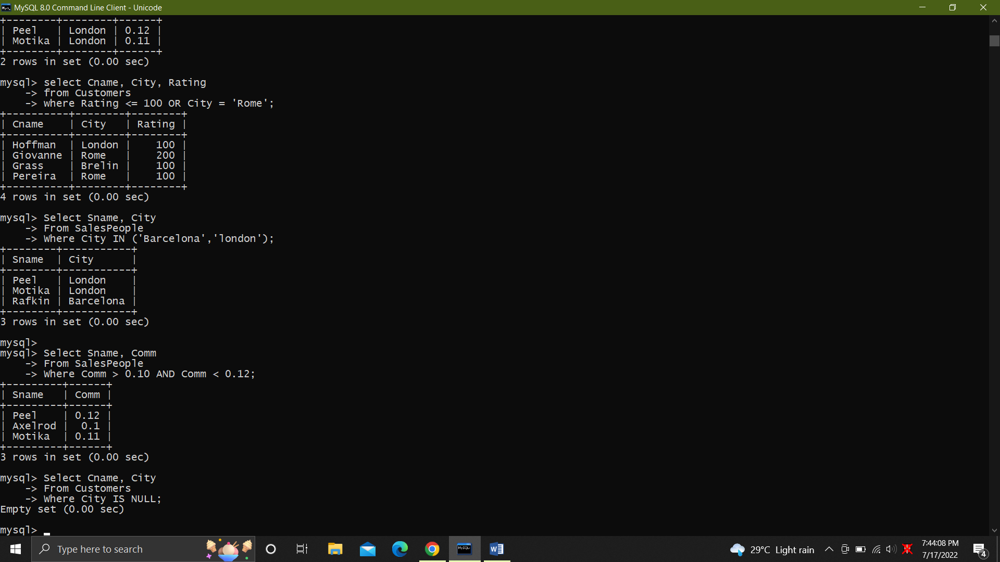 MySQL 8.0 Command Line Client - Unicode
+--------+--------+------+
| Peel   | London | 0.12 |
| Motika | London | 0.11 |
+--------+--------+------+
2 rows in set (0.00 sec)
mysql> select Cname, City, Rating
    -> from Customers
    -> where Rating <= 100 OR City = 'Rome';
+----------+--------+--------+
| Cname    | City   | Rating |
+----------+--------+--------+
| Hoffman  | London |    100 |
| Giovanne | Rome   |    200 |
| Grass    | Brelin |    100 |
| Pereira  | Rome   |    100 |
+----------+--------+--------+
4 rows in set (0.00 sec)
mysql> Select Sname, City
    -> From SalesPeople
    -> Where City IN ('Barcelona','london');
+--------+-----------+
| Sname  | City      |
+--------+-----------+
| Peel   | London    |
| Motika | London    |
| Rafkin | Barcelona |
+--------+-----------+
3 rows in set (0.00 sec)
mysql>
mysql> Select Sname, Comm
    -> From SalesPeople
    -> Where Comm > 0.10 AND Comm < 0.12;
+---------+------+
| Sname   | Comm |
+---------+------+
| Peel    | 0.12 |
| Axelrod |  0.1 |
| Motika  | 0.11 |
+---------+------+
3 rows in set (0.00 sec)
mysql> Select Cname, City
    -> From Customers
    -> Where City IS NULL;
Empty set (0.00 sec)
mysql> _
Type here to search
29°C Light rain
7:44:08 PM
7/17/2022
4